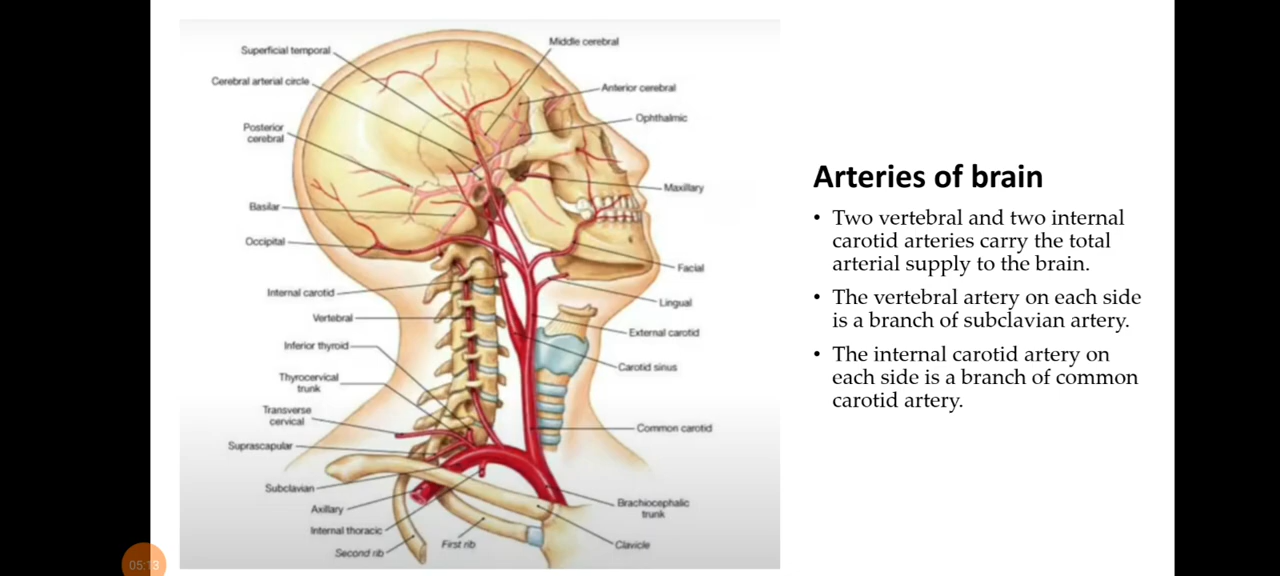 Middle cerebral
Superficial temporal
Cerebral arterial circle
Anterior cerebral
Ophthalmic
Posterior
cerebral
Maxillary
Basilar
Occipital
Facial
Internal carotid
Lingual
Vertebral
External carotid
Inferior thyroid
Carotid sinus
Thyrocervical
trunk
Transverse
cervical
Common carotid
Suprascapular
Subclavian
Brachiocephalic
trunk
Axillary
Internal thoracic
First rib
Clavicle
Second rib
Arteries of brain
• Two vertebral and two internal
carotid arteries carry the total
arterial supply to the brain.
• The vertebral artery on each side
is a branch of subclavian artery.
• The internal carotid artery on
each side is a branch of common
carotid artery.
05:13